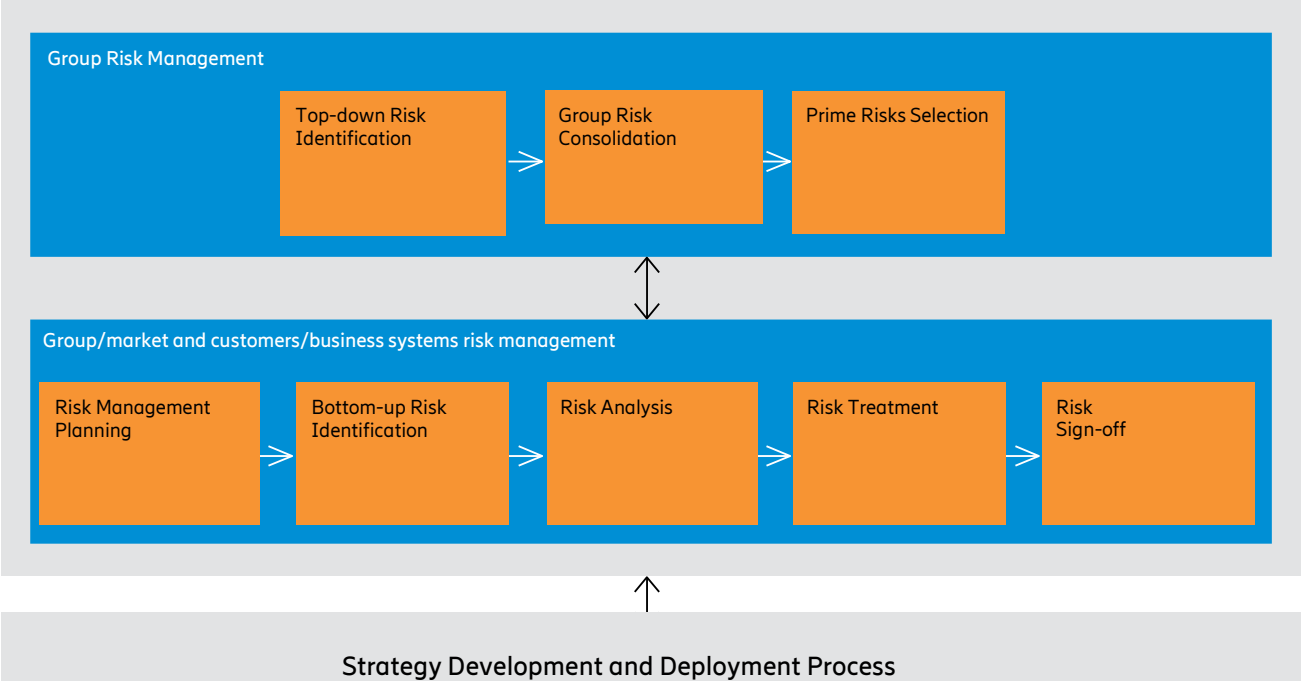 Group Risk Management
Top-down Risk
Identification
Group Risk
Consolidation
Prime Risks Selection
Group/market and customers/business systems risk management
Risk Management
Planning
Bottom-up Risk
Identification
Risk Analysis
Risk Treatment
Risk
Sign-off
Strategy Development and Deployment Process